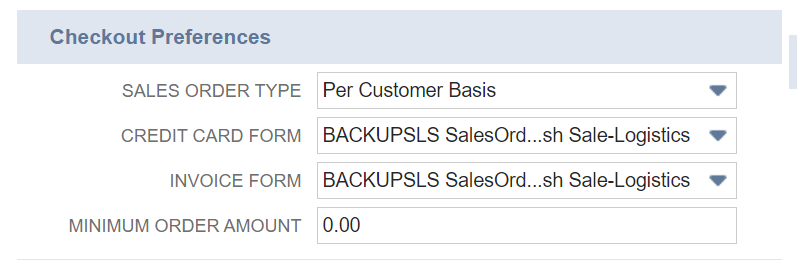 Checkout Preferences
SALES ORDER TYPE Per Customer Basis
CREDIT CARD FORM BACKUPSLS SalesOrd...sh Sale-Logistics
INVOICE FORM BACKUPSLS SalesOrd...sh Sale-Logistics
MINIMUM ORDER AMOUNT 0.00